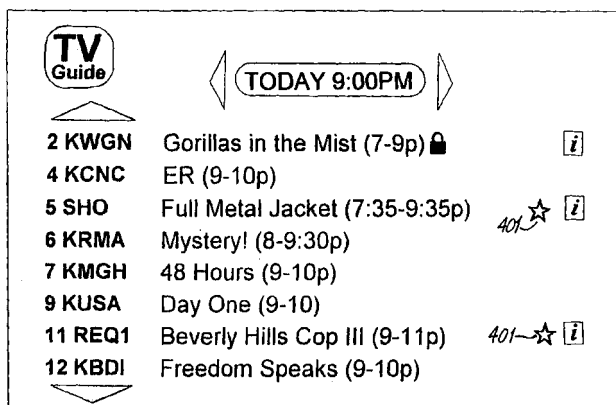 TV
Guide
TODAY 9:00PM
2 KWGN Gorillas in the Mist (7-9p) i
4 KCNC ER (9-10p)
5 SHO Full Metal Jacket (7:35-9:35p) 401 i
6 KRMA Mystery! (8-9:30p)
7 KMGH 48 Hours (9-10p)
9 KUSA Day One (9-10)
11 REQ1 Beverly Hills Cop III (9-11p) 401 i
12 KBDI Freedom Speaks (9-10p)